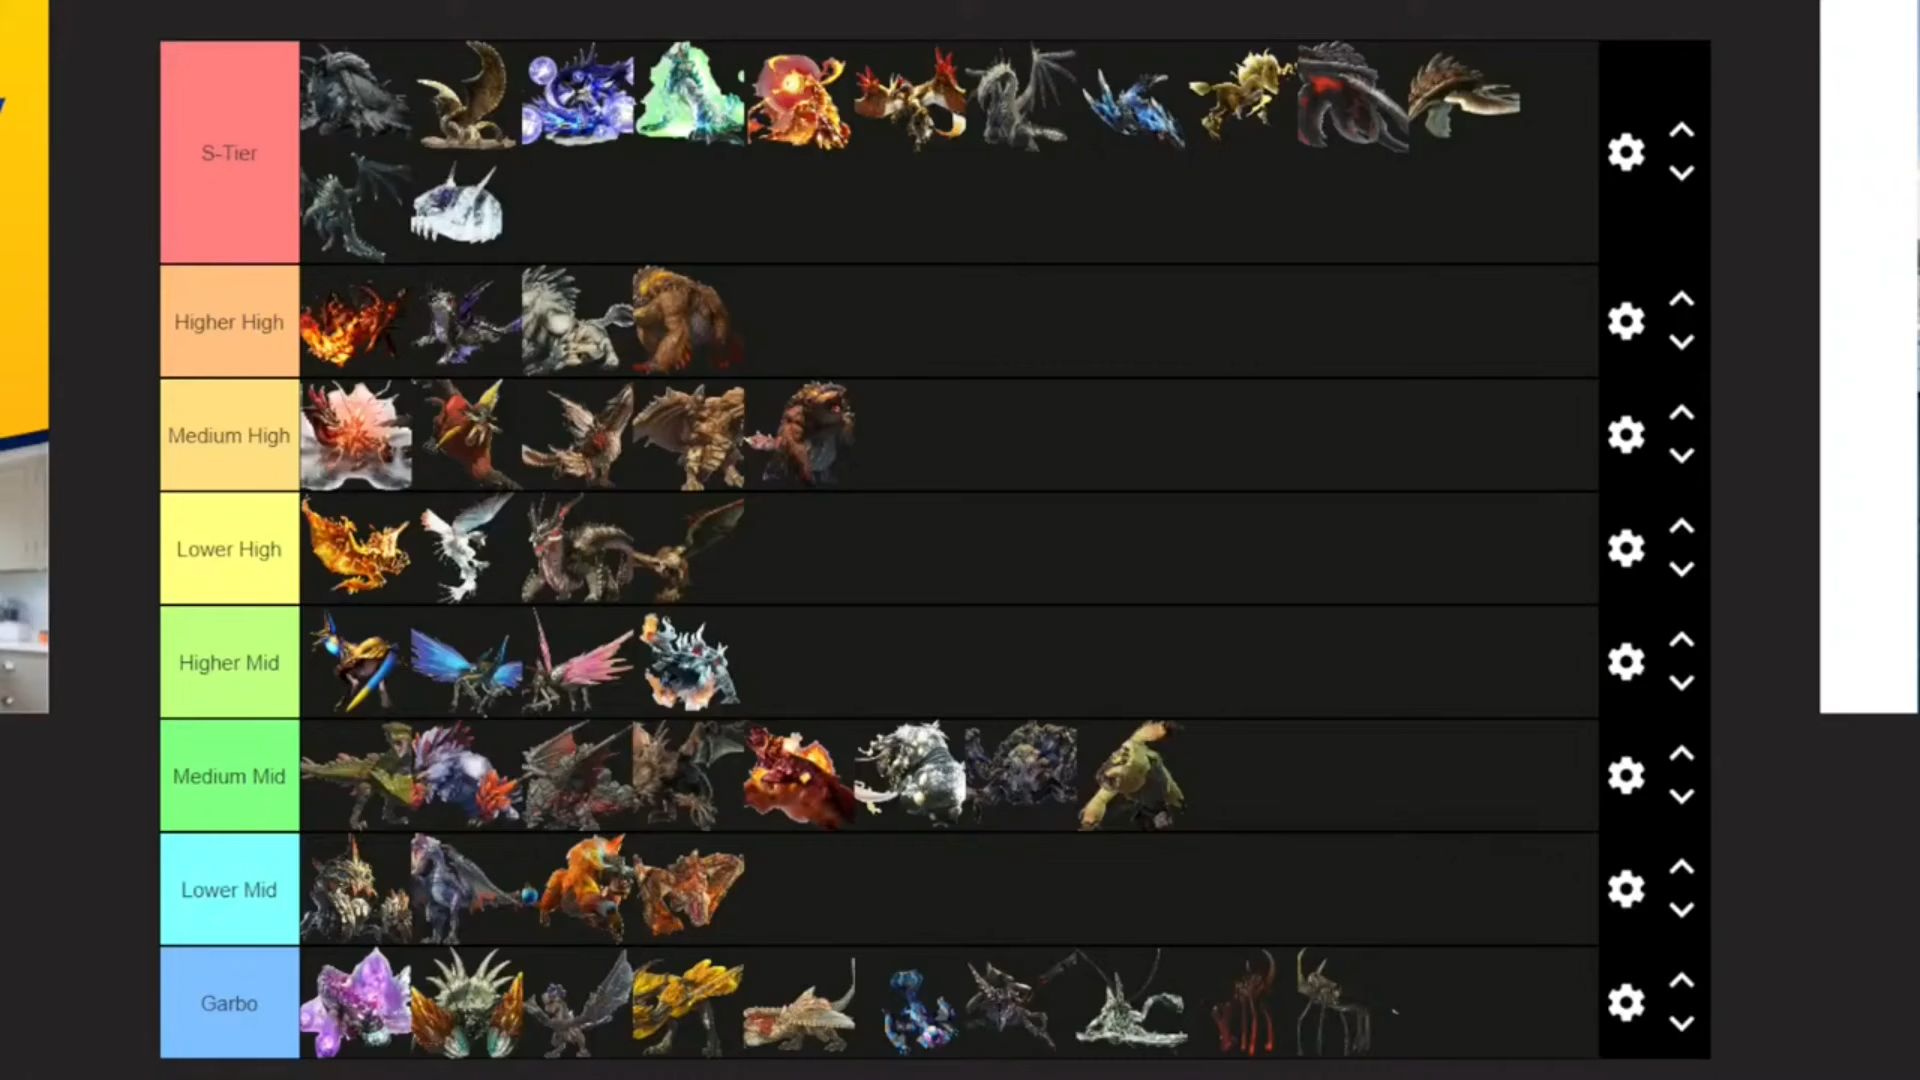 S-Tier
Higher High
Medium High
Lower High
Higher Mid
Medium Mid
Lower Mid
Garbo